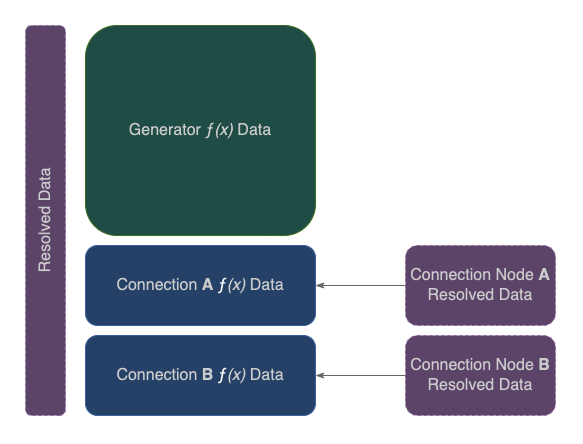 Resolved Data
Generator ƒ(x) Data
Connection A ƒ(x) Data
Connection Node A
Resolved Data
Connection B ƒ(x) Data
Connection Node B
Resolved Data